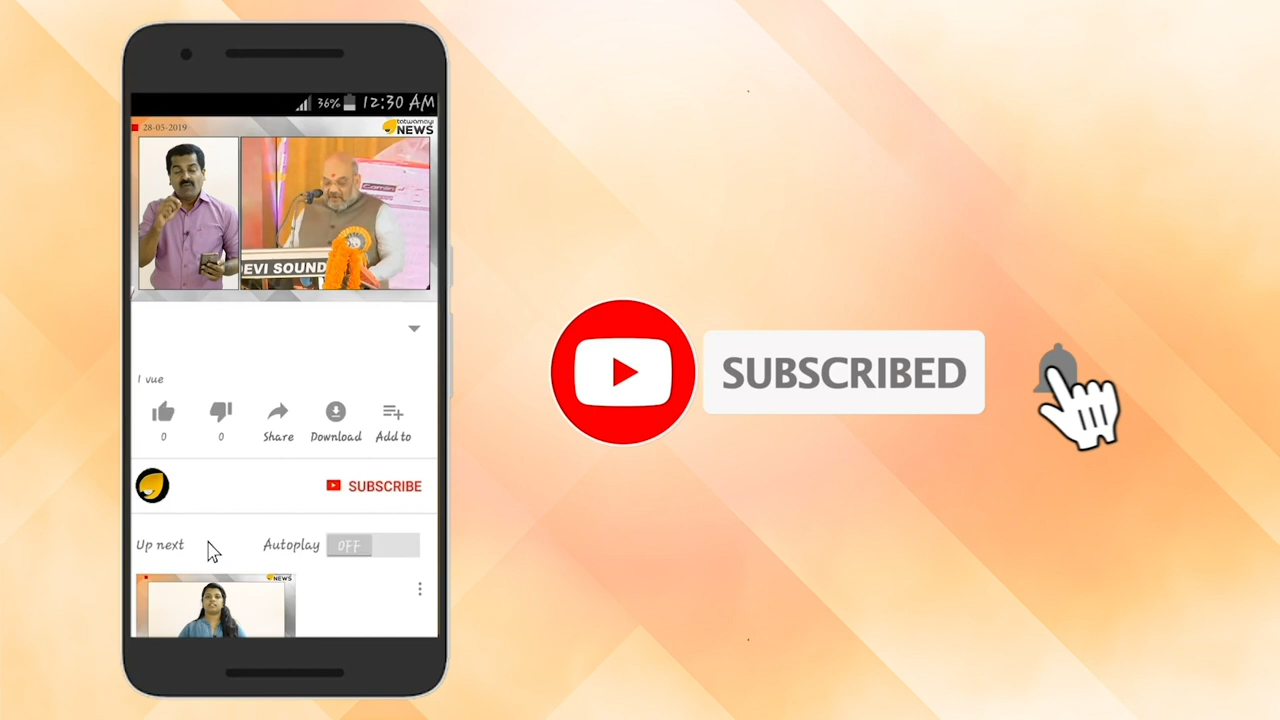 36% 12:30 AM
28-05-2019
tatwamayi
NEWS
DEVI SOUND
1 vue
0 0 Share Download Add to
SUBSCRIBE
Up next Autoplay OFF
NEWS
SUBSCRIBED